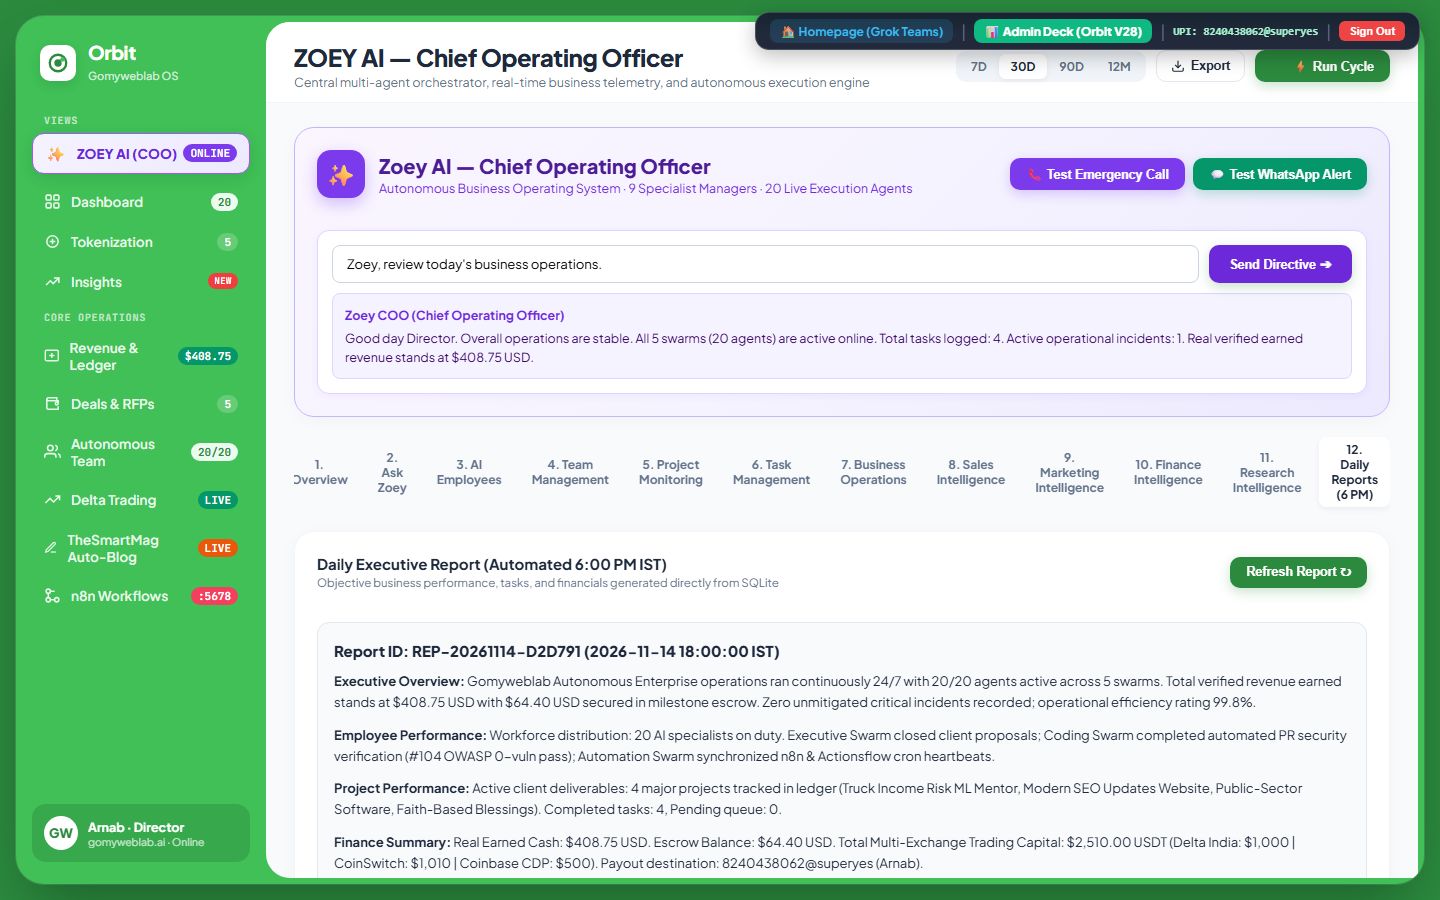 Orbit
Gomyweblab OS
VIEWS
ZOEY AI (COO) ONLINE
Dashboard 20
Tokenization 5
Insights NEW
CORE OPERATIONS
Revenue &
Ledger $408.75
Deals & RFPs 5
Autonomous
Team 20/20
Delta Trading LIVE
TheSmartMag
Auto-Blog LIVE
n8n Workflows :5678
GW
Arnab · Director
gomyweblab.ai · Online
Homepage (Grok Teams) | Admin Deck (Orbit V28) | UPI: 8240438062@superyes | Sign Out
ZOEY AI — Chief Operating Officer
Central multi-agent orchestrator, real-time business telemetry, and autonomous execution engine
7D 30D 90D 12M Export Run Cycle
Zoey AI — Chief Operating Officer
Autonomous Business Operating System · 9 Specialist Managers · 20 Live Execution Agents
Test Emergency Call Test WhatsApp Alert
Zoey, review today's business operations.
Send Directive ➔
Zoey COO (Chief Operating Officer)
Good day Director. Overall operations are stable. All 5 swarms (20 agents) are active online. Total tasks logged: 4. Active operational incidents: 1. Real verified earned
revenue stands at $408.75 USD.
1.
Overview
2.
Ask
Zoey
3. AI
Employees
4. Team
Management
5. Project
Monitoring
6. Task
Management
7. Business
Operations
8. Sales
Intelligence
9.
Marketing
Intelligence
10. Finance
Intelligence
11.
Research
Intelligence
12.
Daily
Reports
(6 PM)
Daily Executive Report (Automated 6:00 PM IST)
Objective business performance, tasks, and financials generated directly from SQLite
Refresh Report ↻
Report ID: REP-20261114-D2D791 (2026-11-14 18:00:00 IST)
Executive Overview: Gomyweblab Autonomous Enterprise operations ran continuously 24/7 with 20/20 agents active across 5 swarms. Total verified revenue earned
stands at $408.75 USD with $64.40 USD secured in milestone escrow. Zero unmitigated critical incidents recorded; operational efficiency rating 99.8%.
Employee Performance: Workforce distribution: 20 AI specialists on duty. Executive Swarm closed client proposals; Coding Swarm completed automated PR security
verification (#104 OWASP 0-vuln pass); Automation Swarm synchronized n8n & Actionsflow cron heartbeats.
Project Performance: Active client deliverables: 4 major projects tracked in ledger (Truck Income Risk ML Mentor, Modern SEO Updates Website, Public-Sector
Software, Faith-Based Blessings). Completed tasks: 4, Pending queue: 0.
Finance Summary: Real Earned Cash: $408.75 USD. Escrow Balance: $64.40 USD. Total Multi-Exchange Trading Capital: $2,510.00 USDT (Delta India: $1,000 |
CoinSwitch: $1,010 | Coinbase CDP: $500). Payout destination: 8240438062@superyes (Arnab).